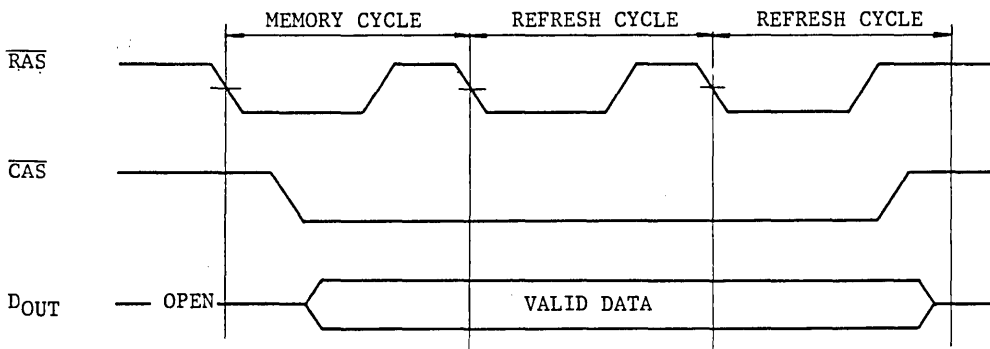 MEMORY CYCLE REFRESH CYCLE REFRESH CYCLE
RAS
CAS
DOUT OPEN VALID DATA